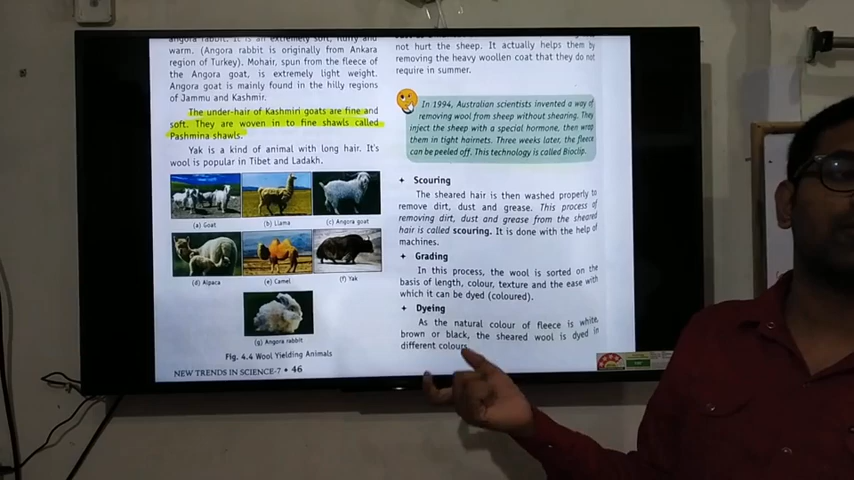 angora rabbit. It is an extremely soft, fluffy and
warm. (Angora rabbit is originally from Ankara
region of Turkey). Mohair, spun from the fleece of
the Angora goat, is extremely light weight.
Angora goat is mainly found in the hilly regions
of Jammu and Kashmir.
The under-hair of Kashmiri goats are fine and
soft. They are woven in to fine shawls called
Pashmina shawls.
Yak is a kind of animal with long hair. It's
wool is popular in Tibet and Ladakh.
(a) Goat
(b) Llama
(c) Angora goat
(d) Alpaca
(e) Camel
(f) Yak
(g) Angora rabbit
Fig. 4.4 Wool Yielding Animals
NEW TRENDS IN SCIENCE-7 • 46
not hurt the sheep. It actually helps them by
removing the heavy woollen coat that they do not
require in summer.
In 1994, Australian scientists invented a way of
removing wool from sheep without shearing. They
inject the sheep with a special hormone, then wrap
them in tight hairnets. Three weeks later, the fleece
can be peeled off. This technology is called Bioclip.
Scouring
The sheared hair is then washed properly to
remove dirt, dust and grease. This process of
removing dirt, dust and grease from the sheared
hair is called scouring. It is done with the help of
machines.
Grading
In this process, the wool is sorted on the
basis of length, colour, texture and the ease with
which it can be dyed (coloured).
Dyeing
As the natural colour of fleece is white,
brown or black, the sheared wool is dyed in
different colours.